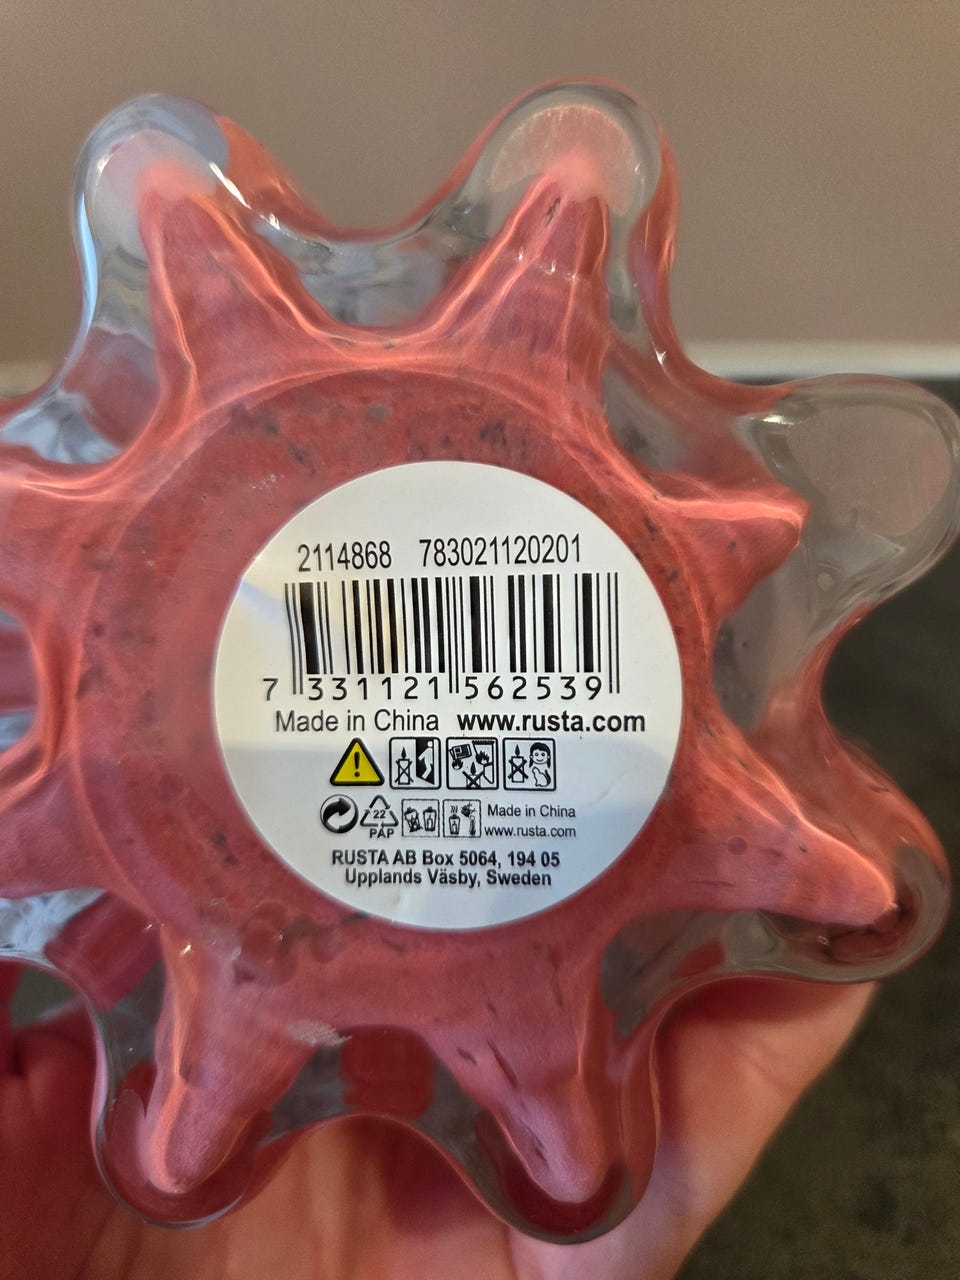 2114868 783021120201
7 331121 562539
Made in China www.rusta.com
22
PAP
Made in China
www.rusta.com
RUSTA AB Box 5064, 194 05
Upplands Väsby, Sweden